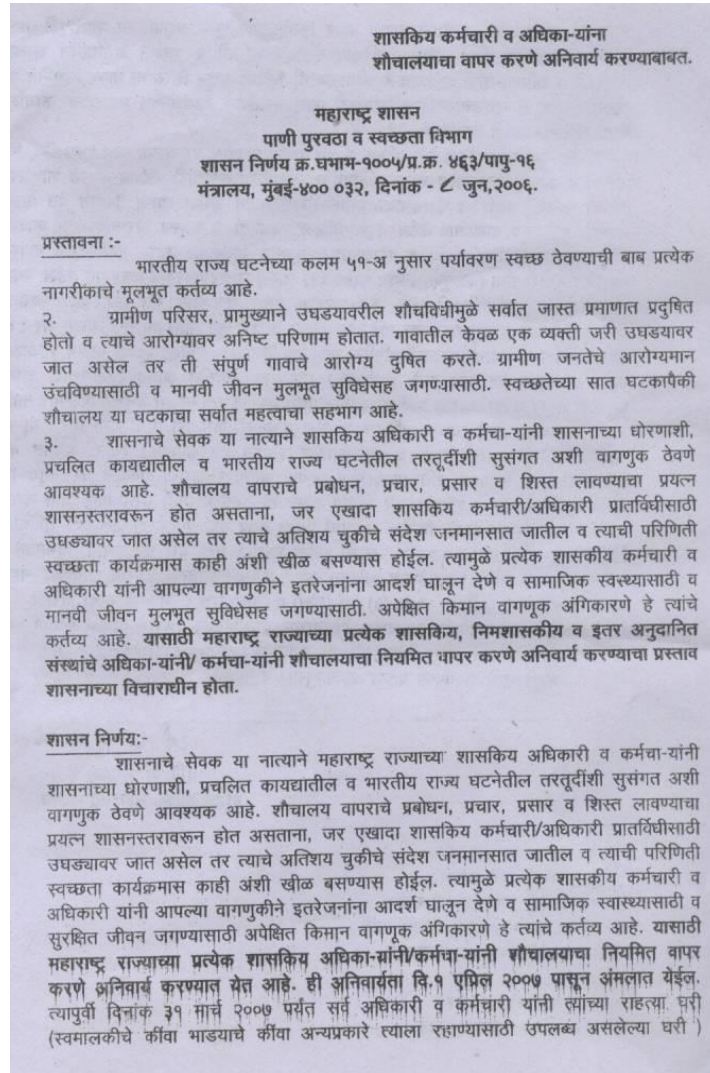 शासकिय कर्मचारी व अधिका-यांना
शौचालयाचा वापर करणे अनिवार्य करण्याबाबत.
महाराष्ट्र शासन
पाणी पुरवठा व स्वच्छता विभाग
शासन निर्णय क्र.घभाभ-१००५/प्र.क्र. ४६३/पापु-१६
मंत्रालय, मुंबई-४०० ०३२, दिनांक - ८ जुन,२००६.
प्रस्तावना :-
भारतीय राज्य घटनेच्या कलम ५१-अ नुसार पर्यावरण स्वच्छ ठेवण्याची बाब प्रत्येक
नागरीकाचे मूलभूत कर्तव्य आहे.
२. ग्रामीण परिसर, प्रामुख्याने उघडयावरील शौचविधीमुळे सर्वात जास्त प्रमाणात प्रदुषित
होतो व त्याचे आरोग्यावर अनिष्ट परिणाम होतात. गावातील केवळ एक व्यक्ती जरी उघडयावर
जात असेल तर ती संपुर्ण गावाचे आरोग्य दुषित करते. ग्रामीण जनतेचे आरोग्यमान
उंचविण्यासाठी व मानवी जीवन मुलभूत सुविधेसह जगण्यासाठी. स्वच्छतेच्या सात घटकापैकी
शौचालय या घटकाचा सर्वात महत्वाचा सहभाग आहे.
३. शासनाचे सेवक या नात्याने शासकिय अधिकारी व कर्मचा-यांनी शासनाच्या धोरणाशी,
प्रचलित कायद्यातील व भारतीय राज्य घटनेतील तरतूदींशी सुसंगत अशी वागणुक ठेवणे
आवश्यक आहे. शौचालय वापराचे प्रबोधन, प्रचार, प्रसार व शिस्त लावण्याचा प्रयत्न
शासनस्तरावरून होत असताना, जर एखादा शासकिय कर्मचारी/अधिकारी प्रातर्विधीसाठी
उघड्यावर जात असेल तर त्याचे अतिशय चुकीचे संदेश जनमानसात जातील व त्याची परिणिती
स्वच्छता कार्यक्रमास काही अंशी खीळ बसण्यास होईल. त्यामुळे प्रत्येक शासकीय कर्मचारी व
अधिकारी यांनी आपल्या वागणुकीने इतरेजनांना आदर्श घालून देणे व सामाजिक स्वस्थ्यासाठी व
मानवी जीवन मुलभूत सुविधेसह जगण्यासाठी. अपेक्षित किमान वागणूक अंगिकारणे हे त्यांचे
कर्तव्य आहे. यासाठी महाराष्ट्र राज्याच्या प्रत्येक शासकिय, निमशासकीय व इतर अनुदानित
संस्थांचे अधिका-यांनी/ कर्मचा-यांनी शौचालयाचा नियमित वापर करणे अनिवार्य करण्याचा प्रस्ताव
शासनाच्या विचाराधीन होता.
शासन निर्णय:-
शासनाचे सेवक या नात्याने महाराष्ट्र राज्याच्या शासकिय अधिकारी व कर्मचा-यांनी
शासनाच्या धोरणाशी, प्रचलित कायद्यातील व भारतीय राज्य घटनेतील तरतूदींशी सुसंगत अशी
वागणुक ठेवणे आवश्यक आहे. शौचालय वापराचे प्रबोधन, प्रचार, प्रसार व शिस्त लावण्याचा
प्रयत्न शासनस्तरावरून होत असताना, जर एखादा शासकिय कर्मचारी/अधिकारी प्रातर्विधीसाठी
उघड्यावर जात असेल तर त्याचे अतिशय चुकीचे संदेश जनमानसात जातील व त्याची परिणिती
स्वच्छता कार्यक्रमास काही अंशी खीळ बसण्यास होईल. त्यामुळे प्रत्येक शासकीय कर्मचारी व
अधिकारी यांनी आपल्या वागणुकीने इतरेजनांना आदर्श घालून देणे व सामाजिक स्वास्थ्यासाठी व
सुरक्षित जीवन जगण्यासाठी अपेक्षित किमान वागणूक अंगिकारणे हे त्यांचे कर्तव्य आहे. यासाठी
महाराष्ट्र राज्याच्या प्रत्येक शासकिय अधिका-यांनी/कर्मचा-यांनी शौचालयाचा नियमित वापर
करणे अनिवार्य करण्यात येत आहे. ही अनिवार्यता दि.१ एप्रिल २००७ पासून अंमलात येईल.
त्यापुर्वी दिनांक ३१ मार्च २००७ पर्यंत सर्व अधिकारी व कर्मचारी यांनी त्यांच्या राहत्या घरी
(स्वमालकीचे कींवा भाडयाचे कींवा अन्यप्रकारे त्याला रहाण्यासाठी उपलब्ध असलेल्या घरी )